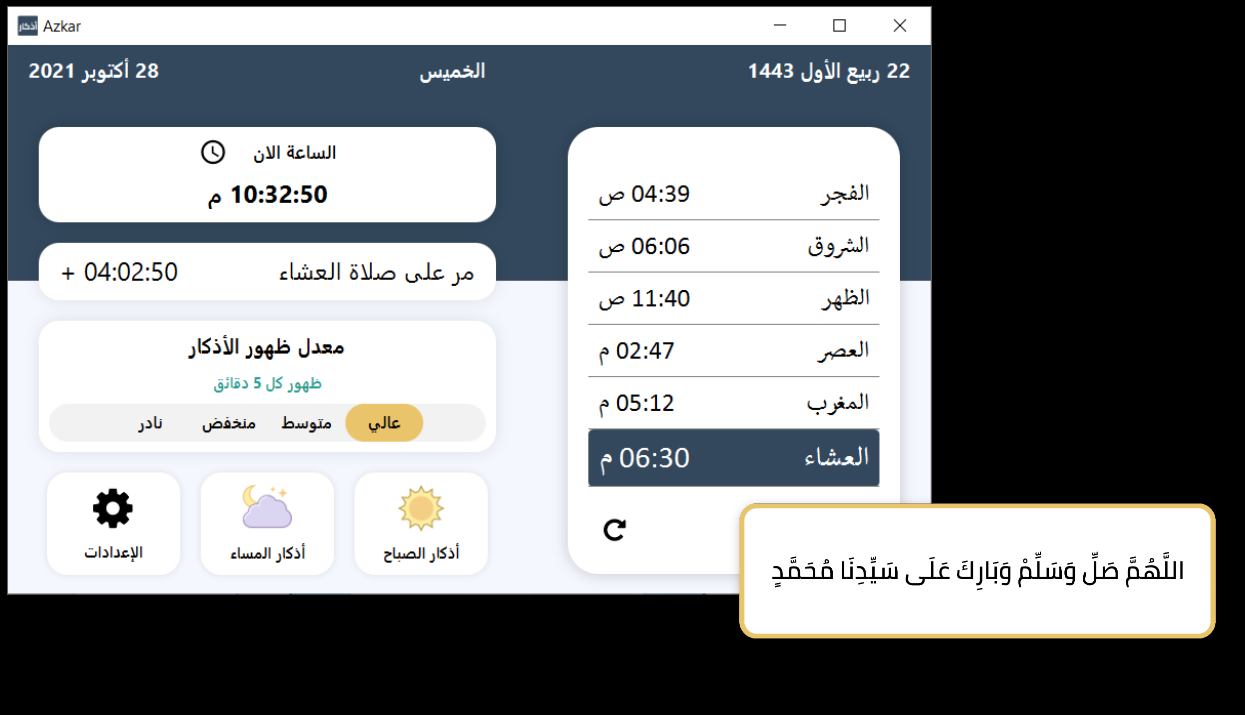 Azkar
22 ربيع الأول 1443
الخميس
28 أكتوبر 2021
الفجر 04:39 ص
الشروق 06:06 ص
الظهر 11:40 ص
العصر 02:47 م
المغرب 05:12 م
العشاء 06:30 م
الساعة الان
10:32:50 م
مر على صلاة العشاء 04:02:50 +
معدل ظهور الأذكار
ظهور كل 5 دقائق
عالي متوسط منخفض نادر
أذكار الصباح
أذكار المساء
الإعدادات
اللَّهُمَّ صَلِّ وَسَلِّمْ وَبَارِكَ عَلَى سَيِّدِنَا مُحَمَّدٍ